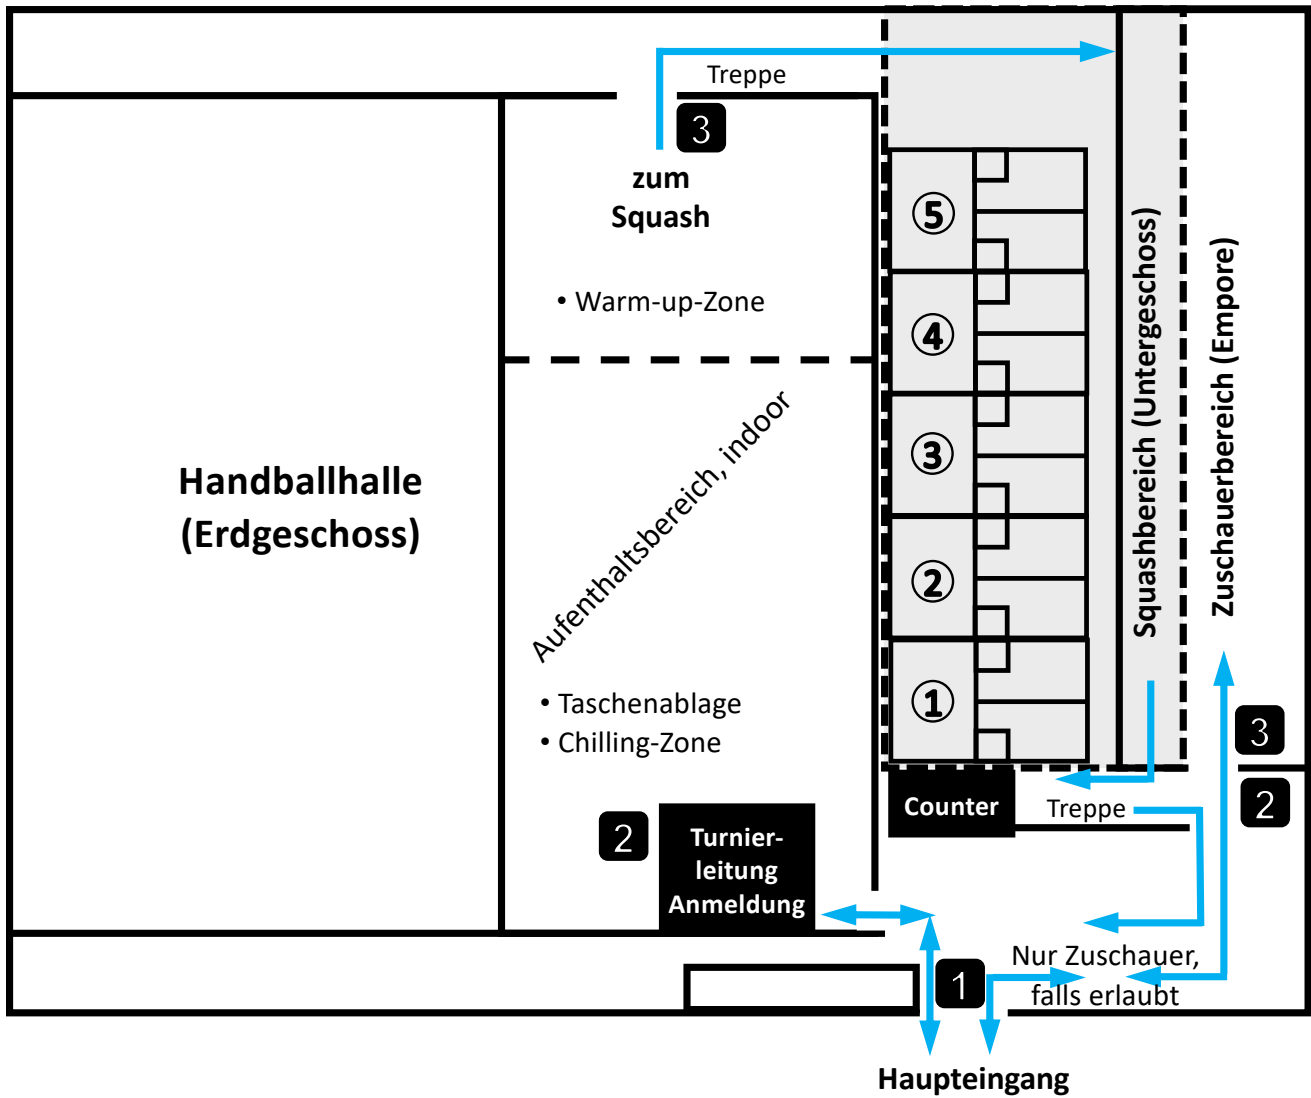 Treppe
3
zum
Squash
• Warm-up-Zone
Handballhalle
(Erdgeschoss)
Aufenthaltsbereich, indoor
• Taschenablage
• Chilling-Zone
2
Turnier-
leitung
Anmeldung
5
4
3
2
1
Squashbereich (Untergeschoss)
Zuschauerbereich (Empore)
3
2
Counter
Treppe
Nur Zuschauer,
falls erlaubt
1
Haupteingang